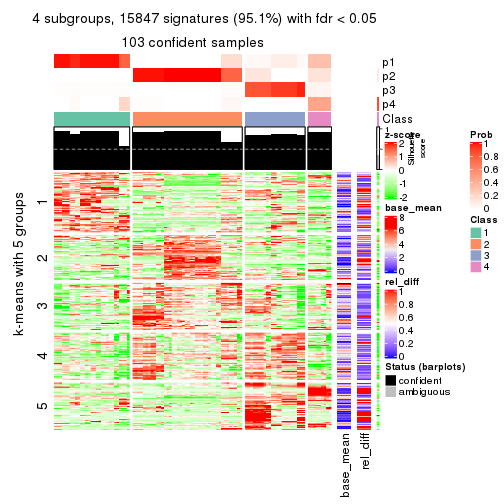 4 subgroups, 15847 signatures (95.1%) with fdr < 0.05
103 confident samples
p1
p2
p3
p4
Class
1
Silhouette
score
k-means with 5 groups
1
2
3
4
5
base_mean
rel_diff
z-score
2
1
0
-1
-2
base_mean
8
6
4
2
0
rel_diff
1
0.8
0.6
0.4
0.2
0
Status (barplots)
confident
ambiguous
Prob
1
0.8
0.6
0.4
0.2
0
Class
1
2
3
4